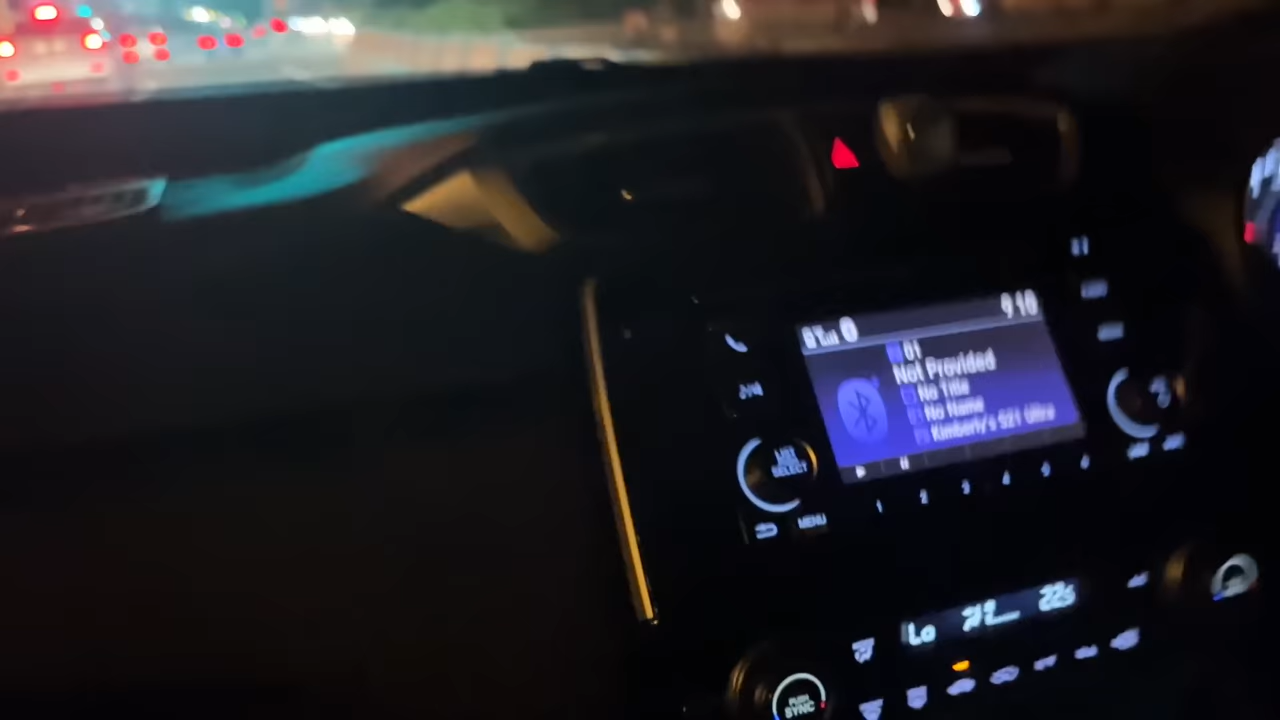 9:10
01
Not Provided
No Title
No Name
Kimberly's S21 Ultra
LIST
SELECT
MENU
1 2 3 4 5 6
Lo 22.5
PUSH
SYNC